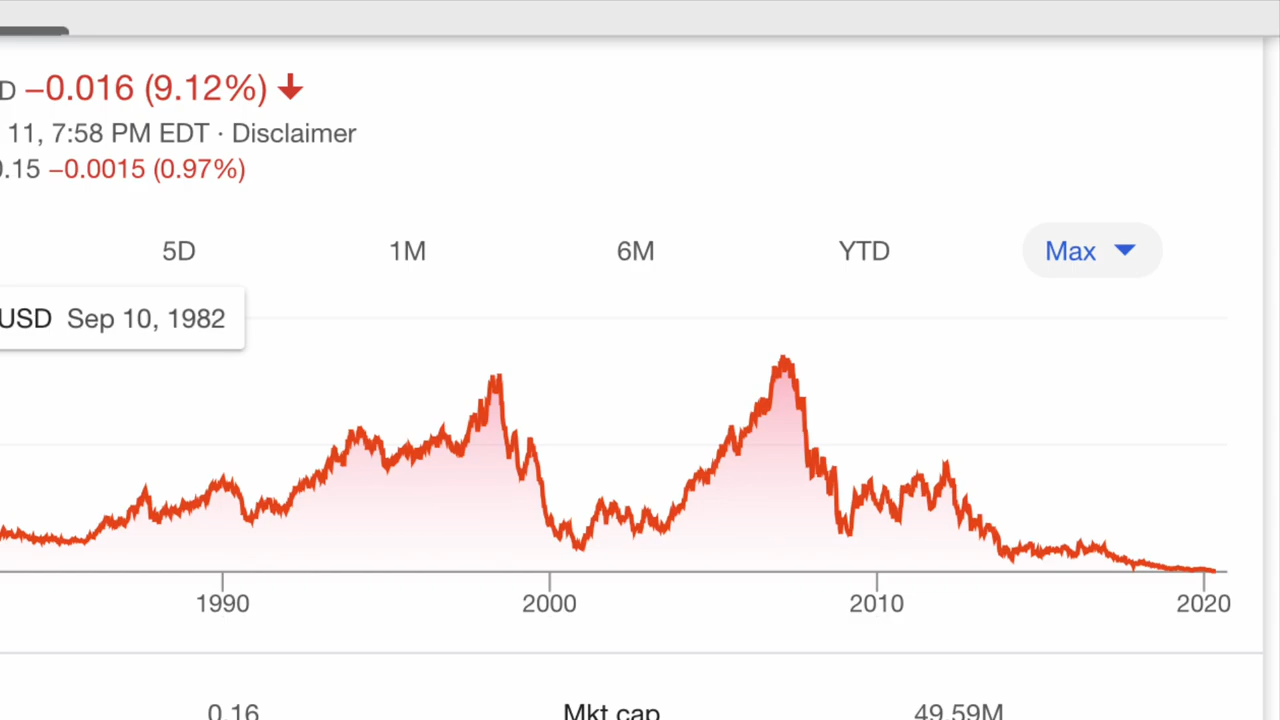 D −0.016 (9.12%)
11, 7:58 PM EDT · Disclaimer
0.15 −0.0015 (0.97%)
5D 1M 6M YTD Max
USD Sep 10, 1982
1990 2000 2010 2020
0.16 Mkt cap 49.59M